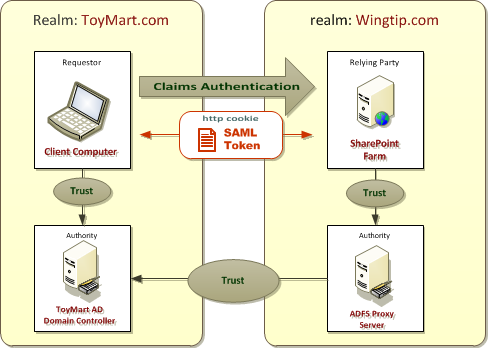 Realm: ToyMart.com
realm: Wingtip.com
Requestor
Client Computer
Claims Authentication
http cookie
SAML
Token
Relying Party
SharePoint
Farm
Trust
Trust
Authority
ToyMart AD
Domain Controller
Trust
Authority
ADFS Proxy
Server